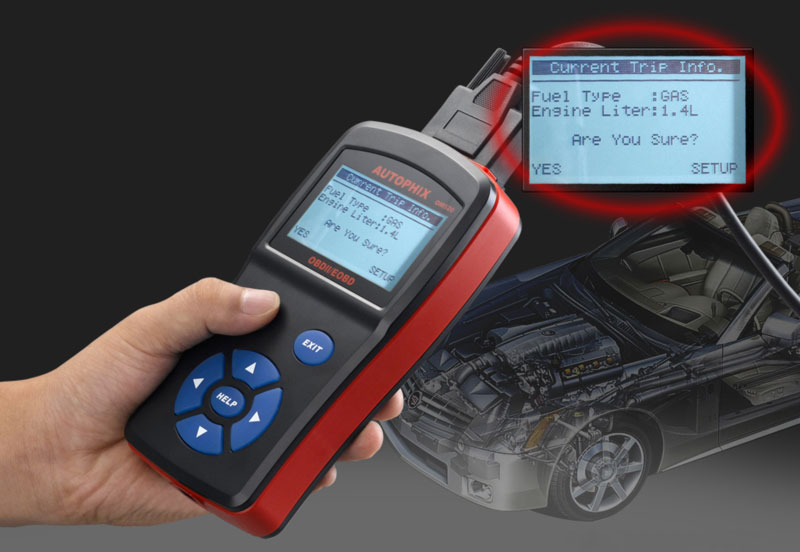 Current Trip Info.
Fuel Type :GAS
Engine Liter:1.4L
Are You Sure?
YES SETUP
AUTOPHIX
Current Trip Info.
Fuel Type :GAS
Engine Liter:1.4L
Are You Sure?
YES
SETUP
OBDII/EOBD
EXIT
HELP